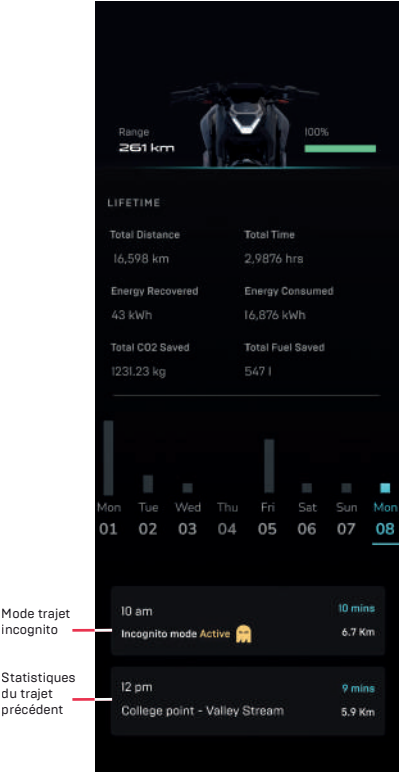 Range
100%
261 km
LIFETIME
Total Distance
Total Time
16,598 km
2,9876 hrs
Energy Recovered
Energy Consumed
43 kWh
16,876 kWh
Total CO2 Saved
Total Fuel Saved
1231.23 kg
547 l
Mon Tue Wed Thu Fri Sat Sun Mon
01 02 03 04 05 06 07 08
Mode trajet
incognito
10 am
10 mins
Incognito mode Active
6.7 Km
Statistiques
du trajet
précédent
12 pm
9 mins
College point - Valley Stream
5.9 Km